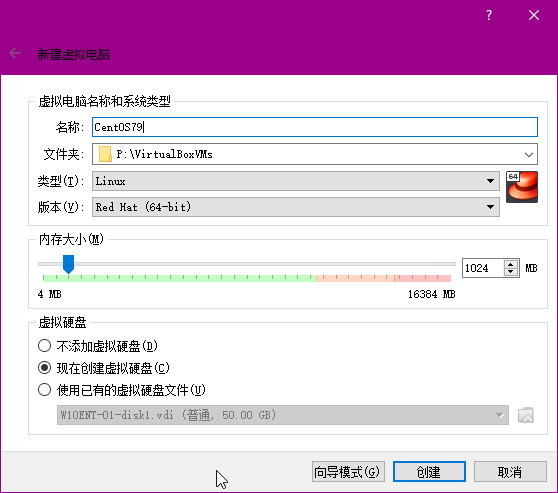 ?
新建虚拟电脑
虚拟电脑名称和系统类型
名称: CentOS79
文件夹: P:\VirtualBoxVMs
类型(T): Linux
64
版本(V): Red Hat (64-bit)
内存大小(M)
1024 MB
4 MB 16384 MB
虚拟硬盘
不添加虚拟硬盘(D)
现在创建虚拟硬盘(C)
使用已有的虚拟硬盘文件(U)
W10ENT-01-disk1.vdi (普通, 50.00 GB)
向导模式(G) 创建 取消